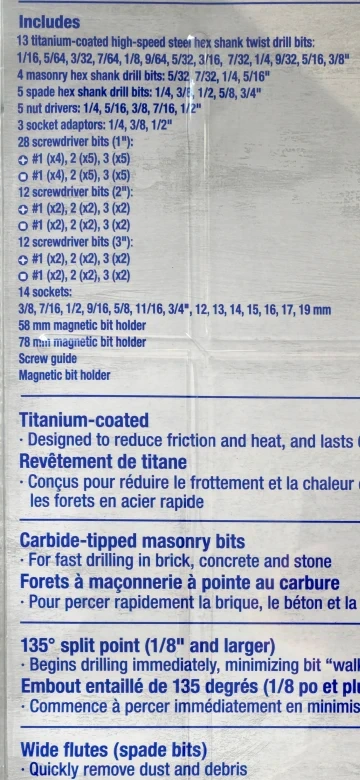 Includes
13 titanium-coated high-speed steel hex shank twist drill bits:
1/16, 5/64, 3/32, 7/64, 1/8, 9/64, 5/32, 3/16, 7/32, 1/4, 9/32, 5/16, 3/8"
4 masonry hex shank drill bits: 5/32, 7/32, 1/4, 5/16"
5 spade hex shank drill bits: 1/4, 3/8, 1/2, 5/8, 3/4"
5 nut drivers: 1/4, 5/16, 3/8, 7/16, 1/2"
3 socket adaptors: 1/4, 3/8, 1/2"
28 screwdriver bits (1"):
#1 (x4), 2 (x5), 3 (x5)
#1 (x4), 2 (x5), 3 (x5)
12 screwdriver bits (2"):
#1 (x2), 2 (x2), 3 (x2)
#1 (x2), 2 (x2), 3 (x2)
12 screwdriver bits (3"):
#1 (x2), 2 (x2), 3 (x2)
#1 (x2), 2 (x2), 3 (x2)
14 sockets:
3/8, 7/16, 1/2, 9/16, 5/8, 11/16, 3/4", 12, 13, 14, 15, 16, 17, 19 mm
58 mm magnetic bit holder
78 mm magnetic bit holder
Screw guide
Magnetic bit holder
Titanium-coated
· Designed to reduce friction and heat, and lasts
Revêtement de titane
· Conçus pour réduire le frottement et la chaleur
les forets en acier rapide
Carbide-tipped masonry bits
· For fast drilling in brick, concrete and stone
Forets à maçonnerie à pointe au carbure
· Pour percer rapidement la brique, le béton et la
135° split point (1/8" and larger)
· Begins drilling immediately, minimizing bit "wal
Embout entaillé de 135 degrés (1/8 po et pl
· Commence à percer immédiatement en minimis
Wide flutes (spade bits)
· Quickly remove dust and debris